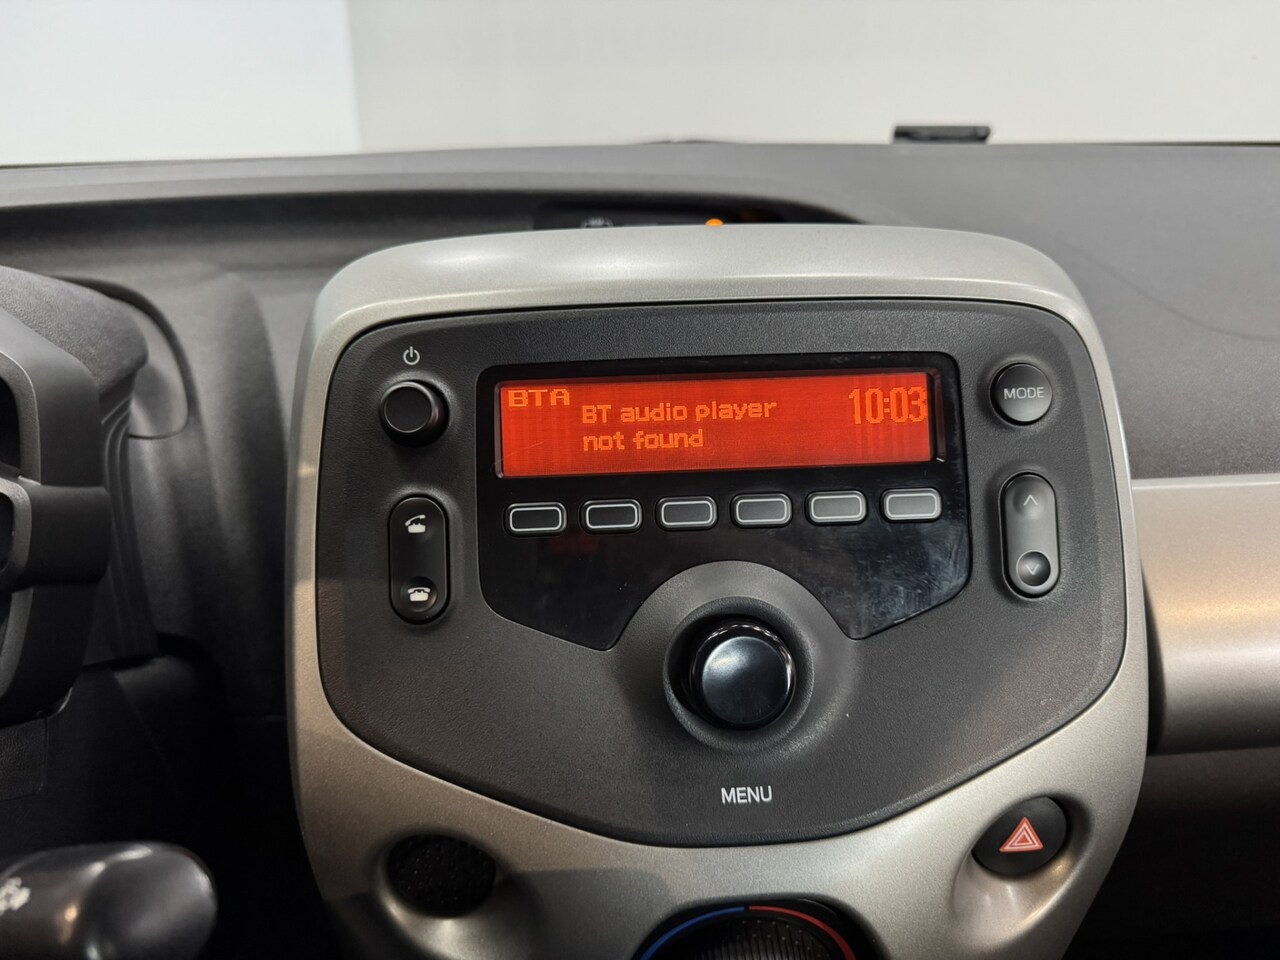 BTA
BT audio player
not found
10:03
MODE
MENU